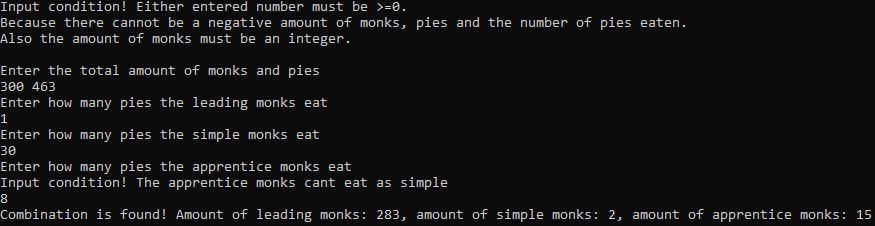 Input condition! Either entered number must be >=0.
Because there cannot be a negative amount of monks, pies and the number of pies eaten.
Also the amount of monks must be an integer.
Enter the total amount of monks and pies
300 463
Enter how many pies the leading monks eat
1
Enter how many pies the simple monks eat
30
Enter how many pies the apprentice monks eat
Input condition! The apprentice monks cant eat as simple
8
Combination is found! Amount of leading monks: 283, amount of simple monks: 2, amount of apprentice monks: 15